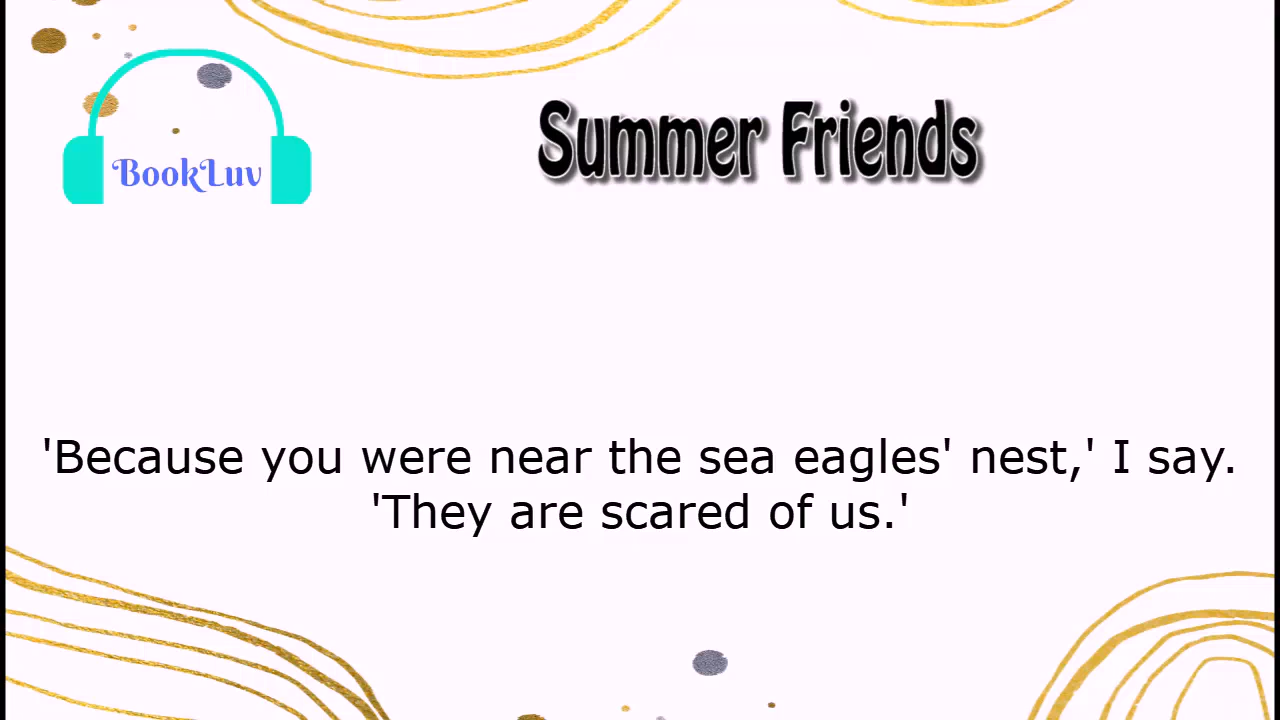 BookLuv
Summer Friends
'Because you were near the sea eagles' nest,' I say.
'They are scared of us.'